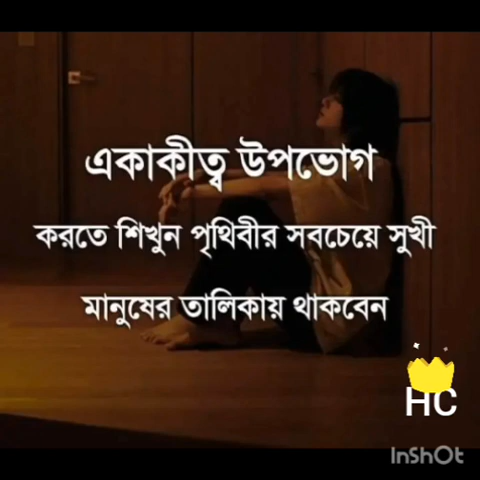 একাকীত্ব উপভোগ
করতে শিখুন পৃথিবীর সবচেয়ে সুখী
মানুষের তালিকায় থাকবেন
HC
InShOt